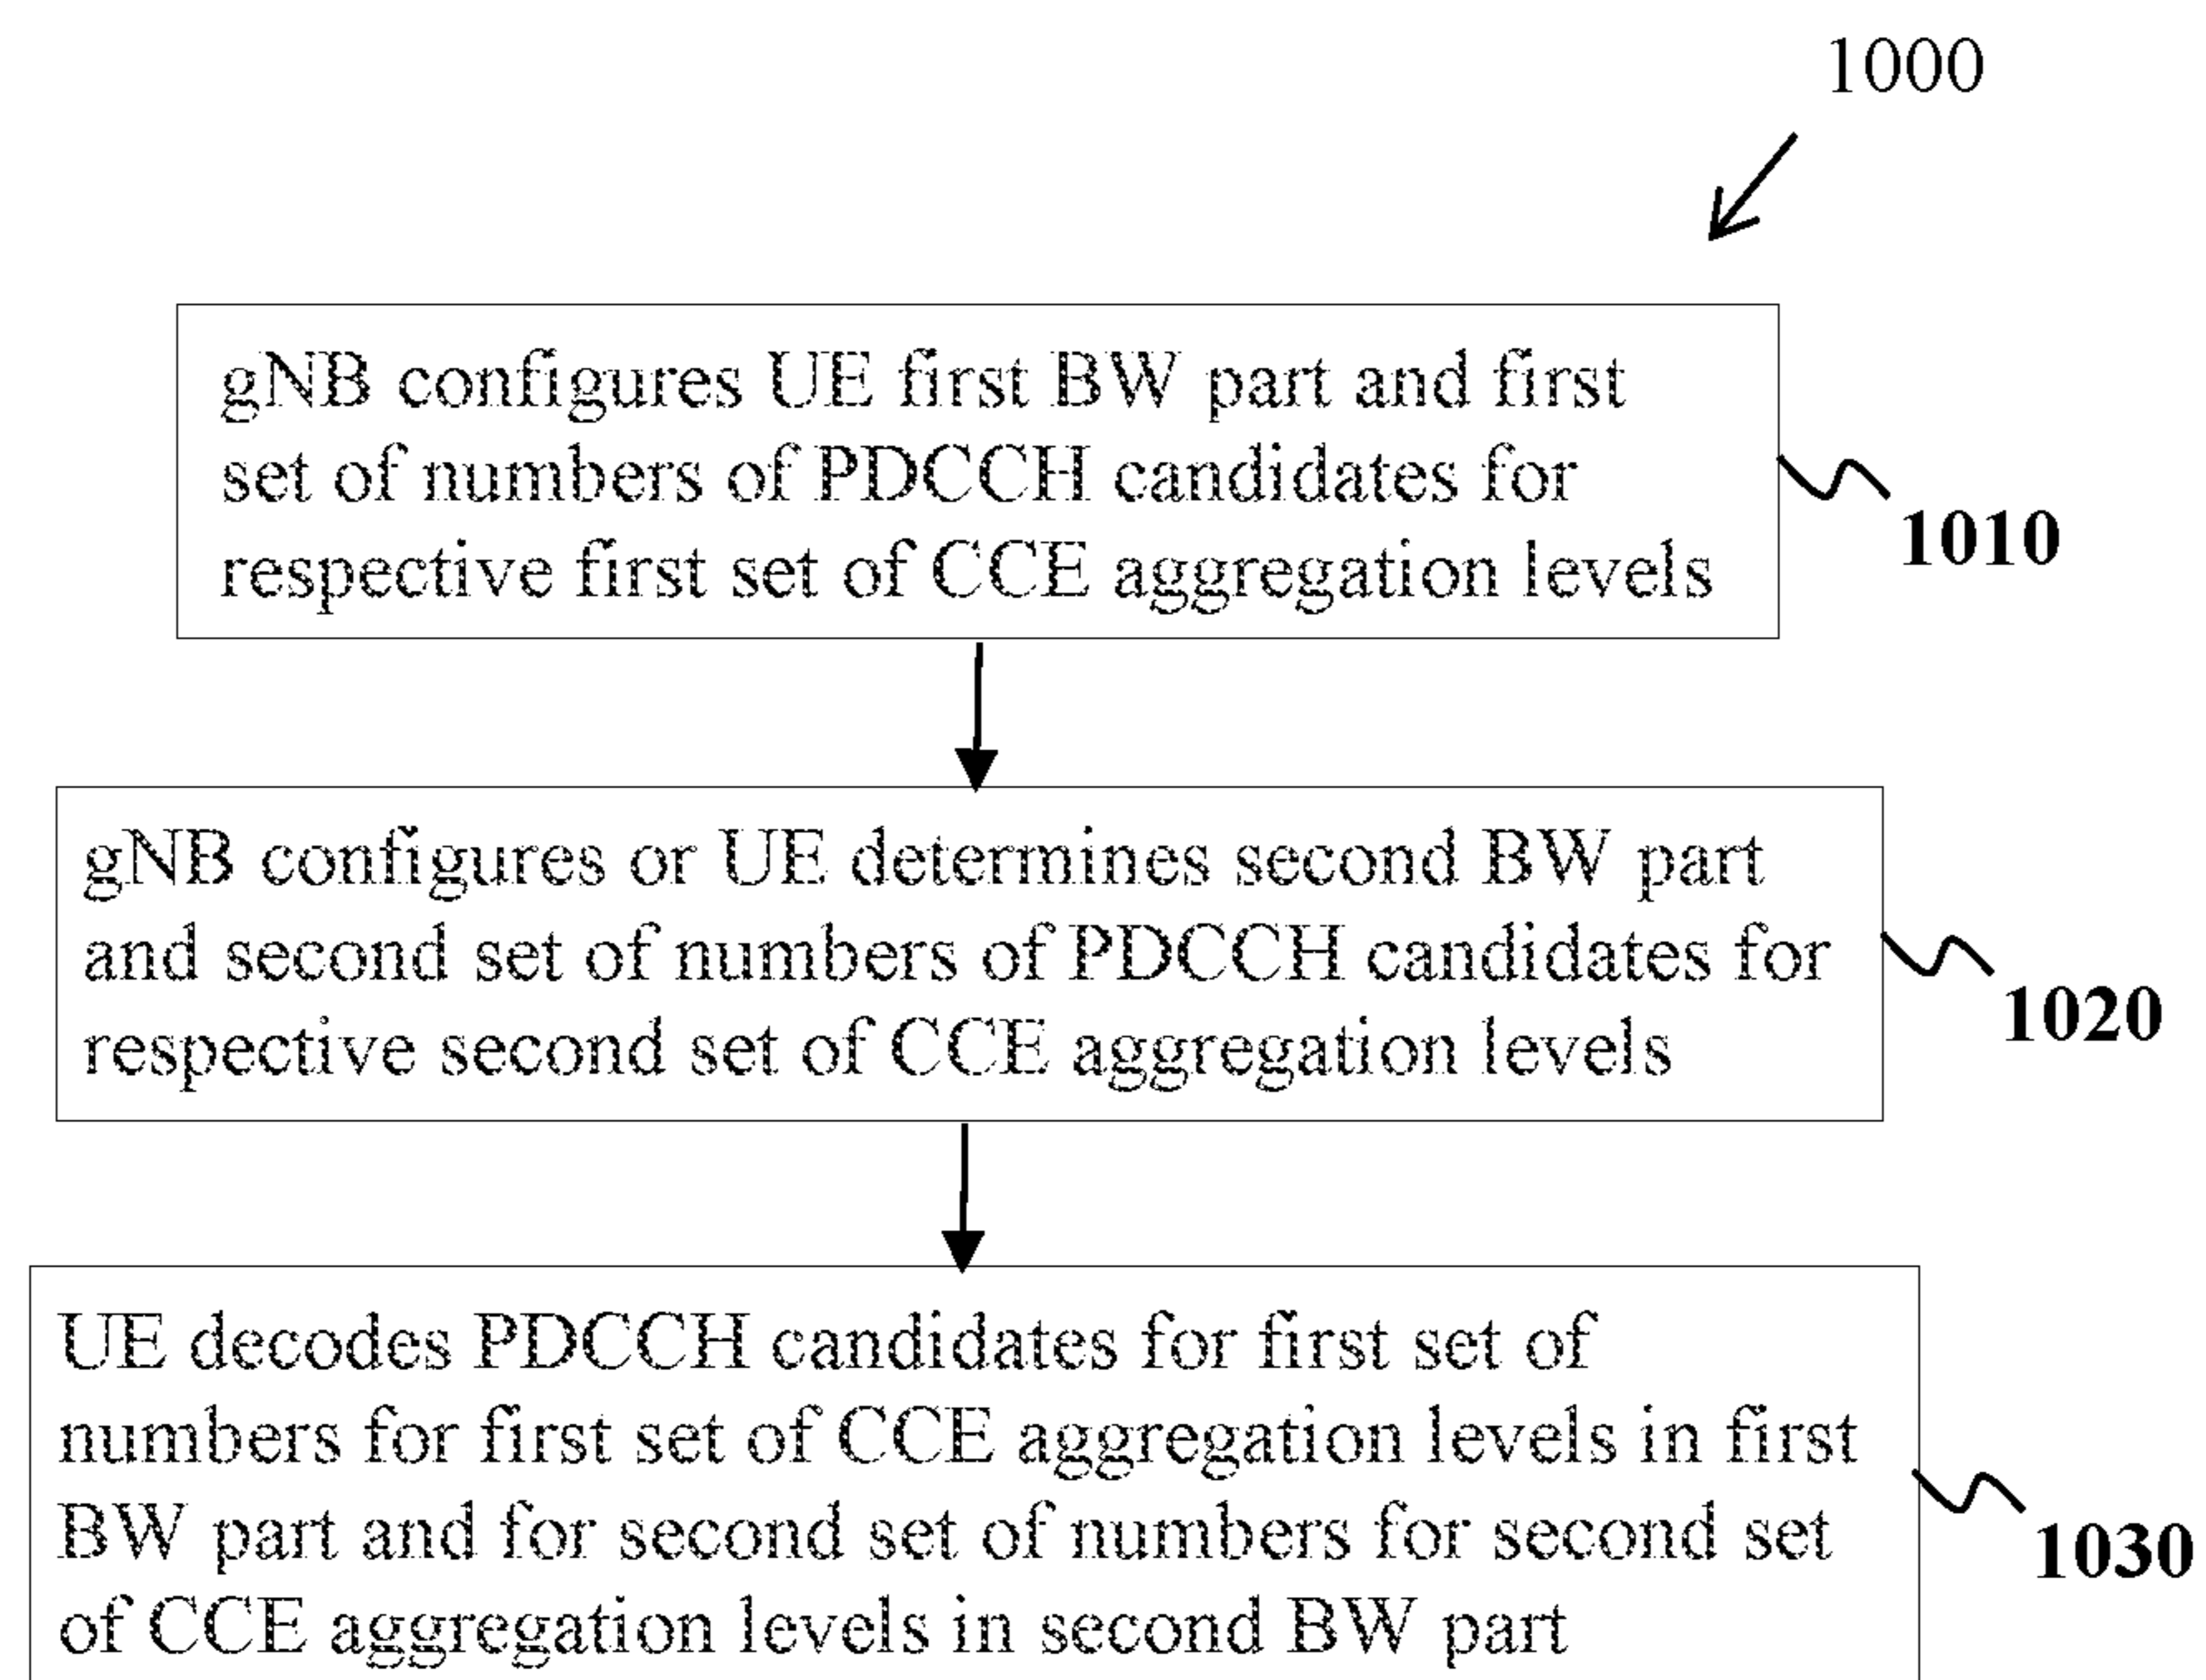 1000
gNB configures UE first BW part and first
set of numbers of PDCCH candidates for
respective first set of CCE aggregation levels
1010
gNB configures or UE determines second BW part
and second set of numbers of PDCCH candidates for
respective second set of CCE aggregation levels
1020
UE decodes PDCCH candidates for first set of
numbers for first set of CCE aggregation levels in first
BW part and for second set of numbers for second set
of CCE aggregation levels in second BW part
1030